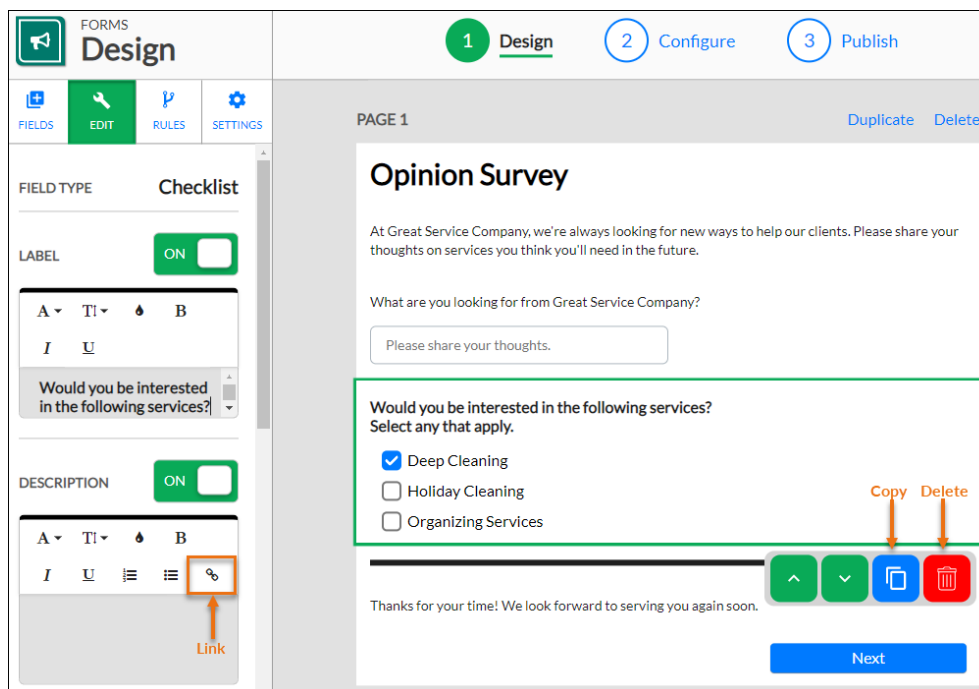 FORMS
Design
1 Design
2 Configure
3 Publish
FIELDS
EDIT
RULES
SETTINGS
FIELD TYPE Checklist
LABEL ON
A TI B
I U
Would you be interested
in the following services?
DESCRIPTION ON
A TI B
I U
Link
PAGE 1 Duplicate Delete
Opinion Survey
At Great Service Company, we're always looking for new ways to help our clients. Please share your
thoughts on services you think you'll need in the future.
What are you looking for from Great Service Company?
Please share your thoughts.
Would you be interested in the following services?
Select any that apply.
Deep Cleaning
Holiday Cleaning
Organizing Services
Copy Delete
Thanks for your time! We look forward to serving you again soon.
Next